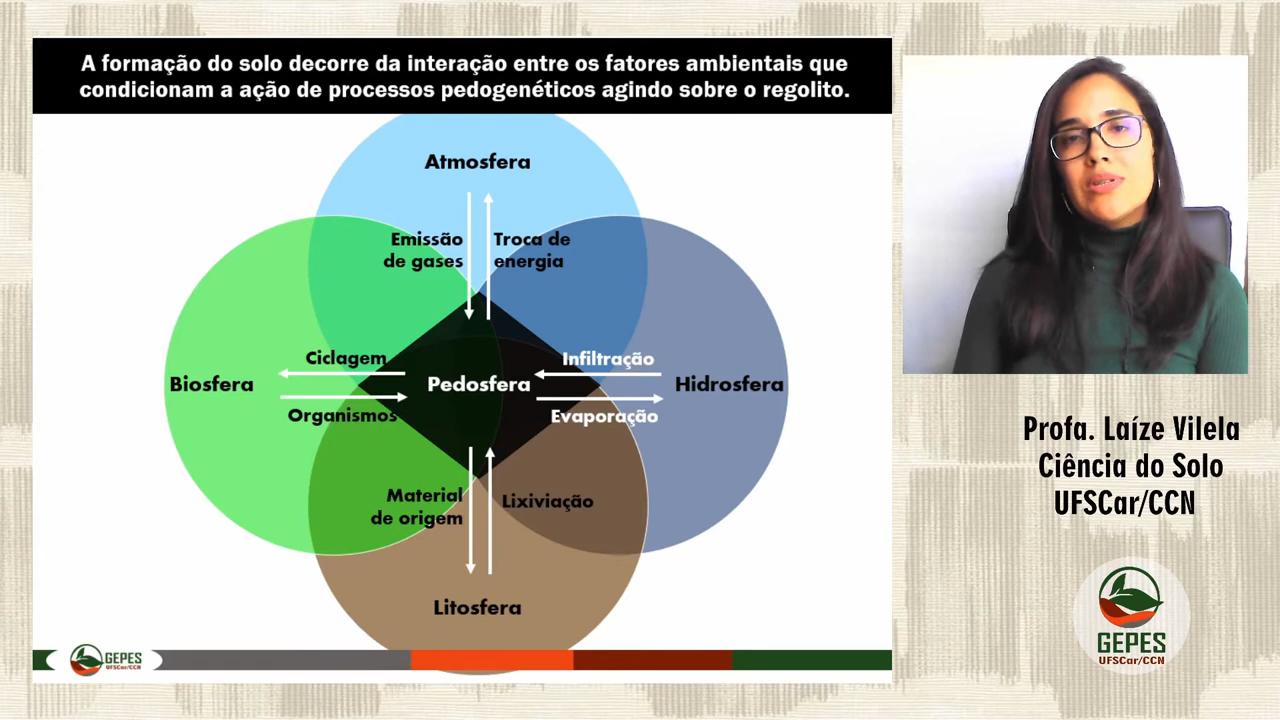 A formação do solo decorre da interação entre os fatores ambientais que
condicionam a ação de processos pedogenéticos agindo sobre o regolito.
Atmosfera
Emissão
de gases
Troca de
energia
Ciclagem
Infiltração
Biosfera
Pedosfera
Hidrosfera
Organismos
Evaporação
Material
de origem
Lixiviação
Litosfera
GEPES
UFSCar/CCN
Profa. Laíze Vilela
Ciência do Solo
UFSCar/CCN
GEPES
UFSCar/CCN